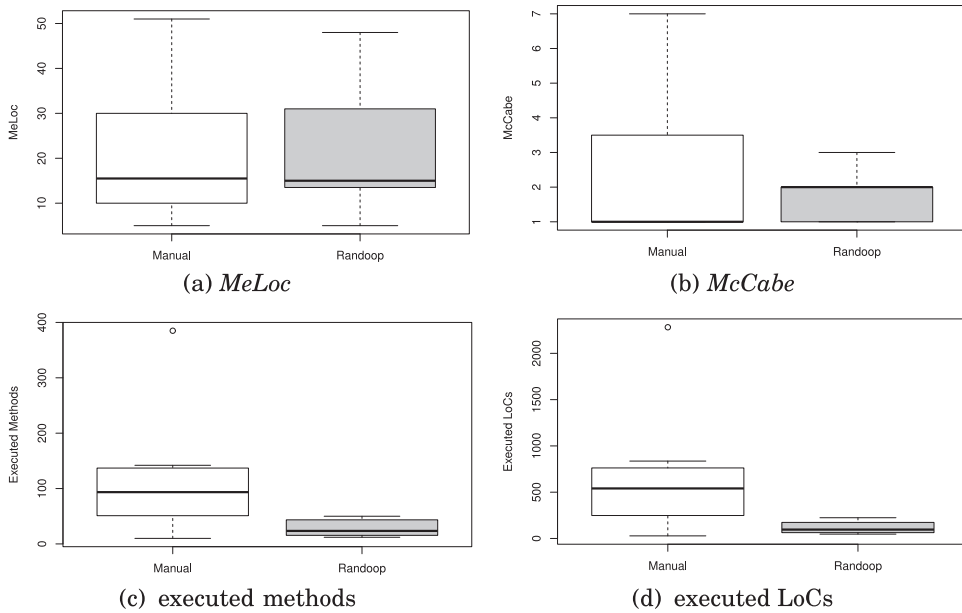 MeLoc
50
40
30
20
10
Manual
Randoop
(a) MeLoc
McCabe
7
6
5
4
3
2
1
Manual
Randoop
(b) McCabe
Executed Methods
400
300
200
100
0
Manual
Randoop
(c) executed methods
Executed LoCs
2000
1500
1000
500
0
Manual
Randoop
(d) executed LoCs